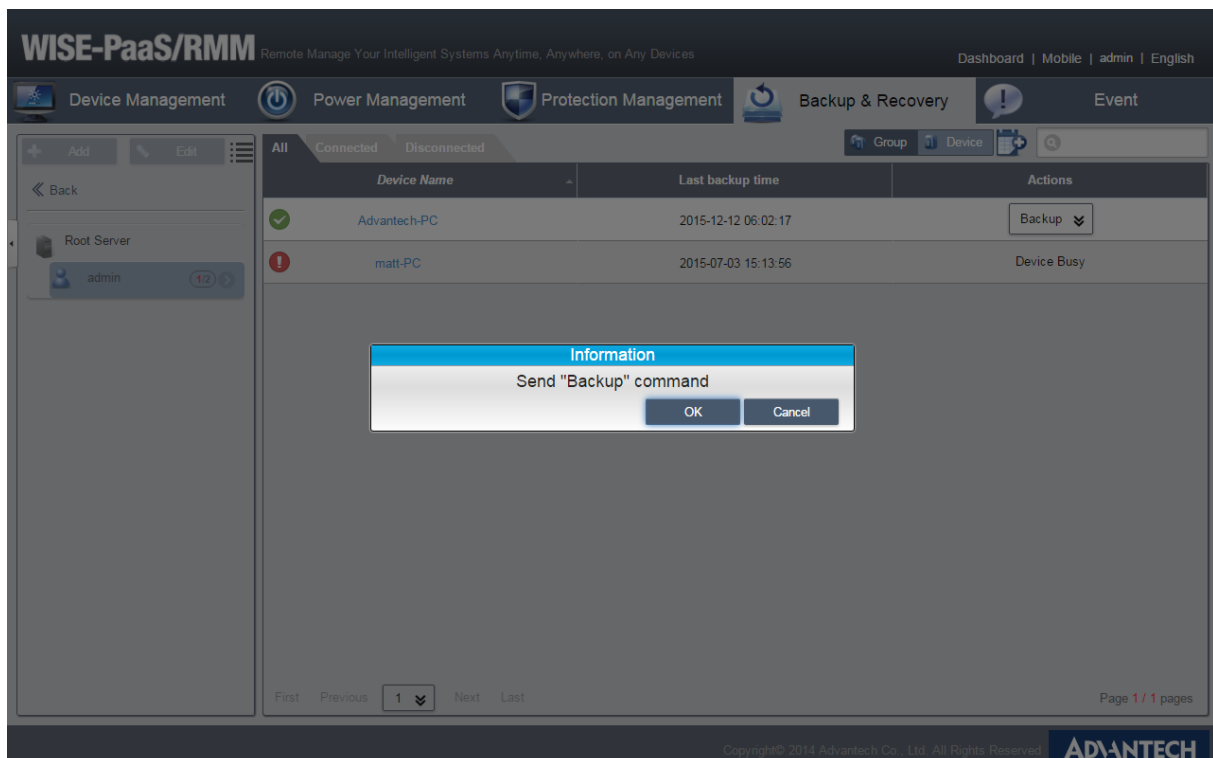 WISE-PaaS/RMM Remote Manage Your Intelligent Systems Anytime, Anywhere, on Any Devices
Dashboard | Mobile | admin | English
Device Management Power Management Protection Management Backup & Recovery Event
Add Edit
All Connected Disconnected
Group Device
Back
Device Name Last backup time Actions
Root Server
admin 1/2
Advantech-PC 2015-12-12 06:02:17 Backup
matt-PC 2015-07-03 15:13:56 Device Busy
Information
Send "Backup" command
OK Cancel
First Previous 1 Next Last
Page 1 / 1 pages
Copyright© 2014 Advantech Co., Ltd. All Rights Reserved
ADVANTECH